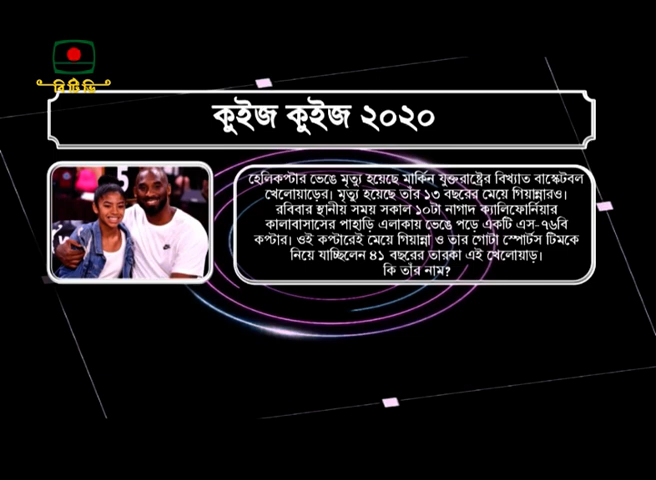 বিটিভি
কুইজ কুইজ ২০২০
হেলিকপ্টার ভেঙে মৃত্যু হয়েছে মার্কিন যুক্তরাষ্ট্রের বিখ্যাত বাস্কেটবল
খেলোয়াড়ের। মৃত্যু হয়েছে তাঁর ১৩ বছরের মেয়ে গিয়ান্নারও।
রবিবার স্থানীয় সময় সকাল ১০টা নাগাদ ক্যালিফোর্নিয়ার
কালাবাসাসের পাহাড়ি এলাকায় ভেঙে পড়ে একটি এস-৭৬বি
কপ্টার। ওই কপ্টারেই মেয়ে গিয়ান্না ও তার গোটা স্পোর্টস টিমকে
নিয়ে যাচ্ছিলেন ৪১ বছরের তারকা এই খেলোয়াড়।
কি তাঁর নাম?
5